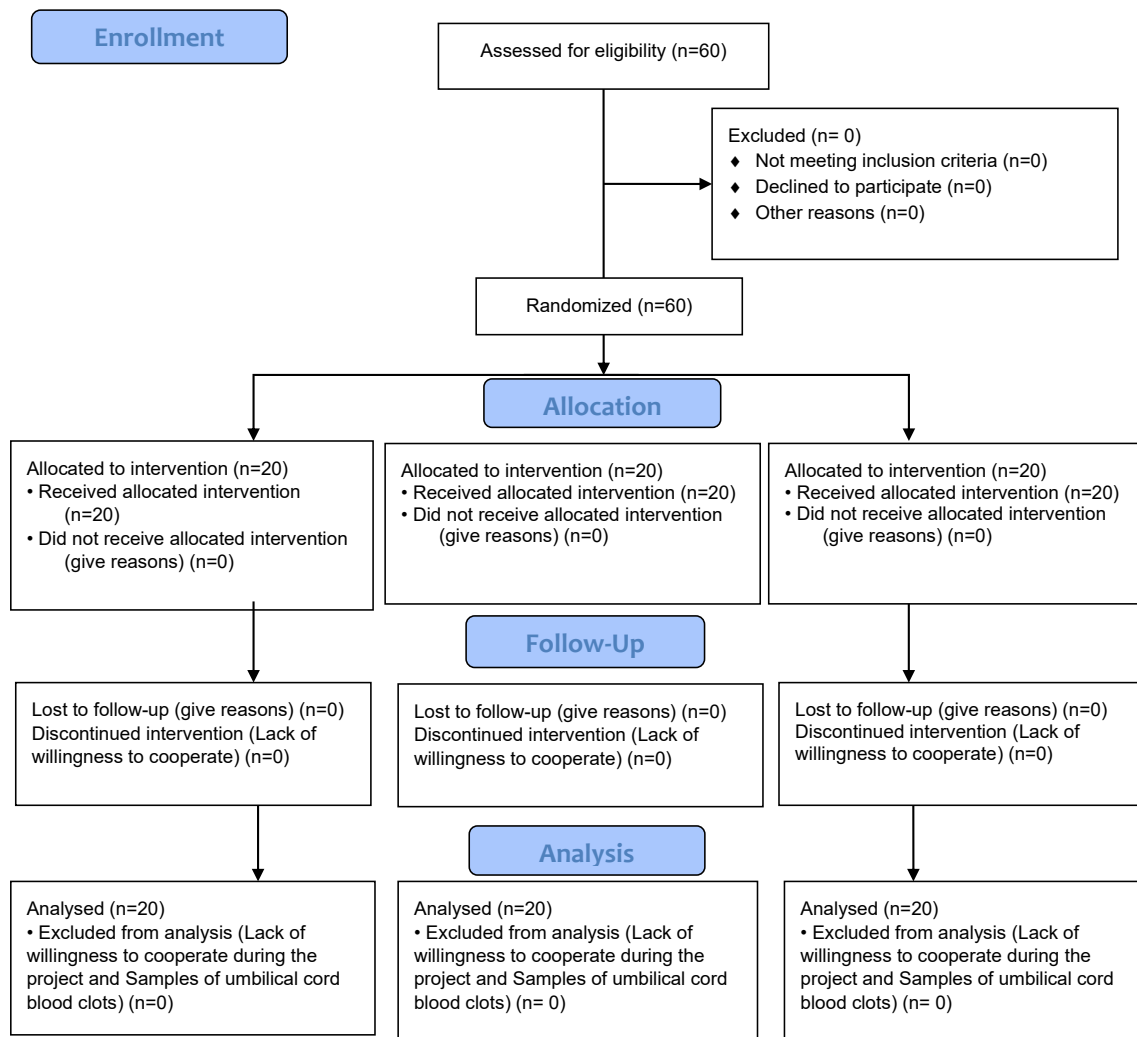 Enrollment
Assessed for eligibility (n=60)
Excluded (n= 0)
♦ Not meeting inclusion criteria (n=0)
♦ Declined to participate (n=0)
♦ Other reasons (n=0)
Randomized (n=60)
Allocation
Allocated to intervention (n=20)
• Received allocated intervention
(n=20)
• Did not receive allocated intervention
(give reasons) (n=0)
Allocated to intervention (n=20)
• Received allocated intervention (n=20)
• Did not receive allocated intervention
(give reasons) (n=0)
Allocated to intervention (n=20)
• Received allocated intervention (n=20)
• Did not receive allocated intervention
(give reasons) (n=0)
Follow-Up
Lost to follow-up (give reasons) (n=0)
Discontinued intervention (Lack of
willingness to cooperate) (n=0)
Lost to follow-up (give reasons) (n=0)
Discontinued intervention (Lack of
willingness to cooperate) (n=0)
Lost to follow-up (give reasons) (n=0)
Discontinued intervention (Lack of
willingness to cooperate) (n=0)
Analysis
Analysed (n=20)
• Excluded from analysis (Lack of
willingness to cooperate during the
project and Samples of umbilical cord
blood clots) (n=0)
Analysed (n=20)
• Excluded from analysis (Lack of
willingness to cooperate during the
project and Samples of umbilical cord
blood clots) (n= 0)
Analysed (n=20)
• Excluded from analysis (Lack of
willingness to cooperate during the
project and Samples of umbilical cord
blood clots) (n= 0)